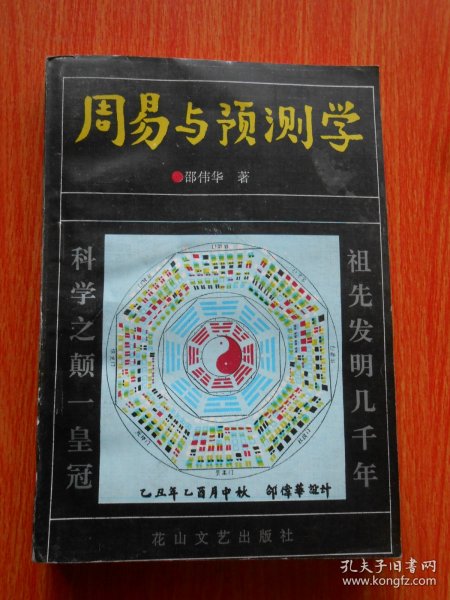 周易与预测学
邵伟华 著
祖先发明几千年
科学之颠一皇冠
乙丑年乙酉月中秋 邵偉華設计
花山文艺出版社
孔夫子旧书网
www.kongfz.com